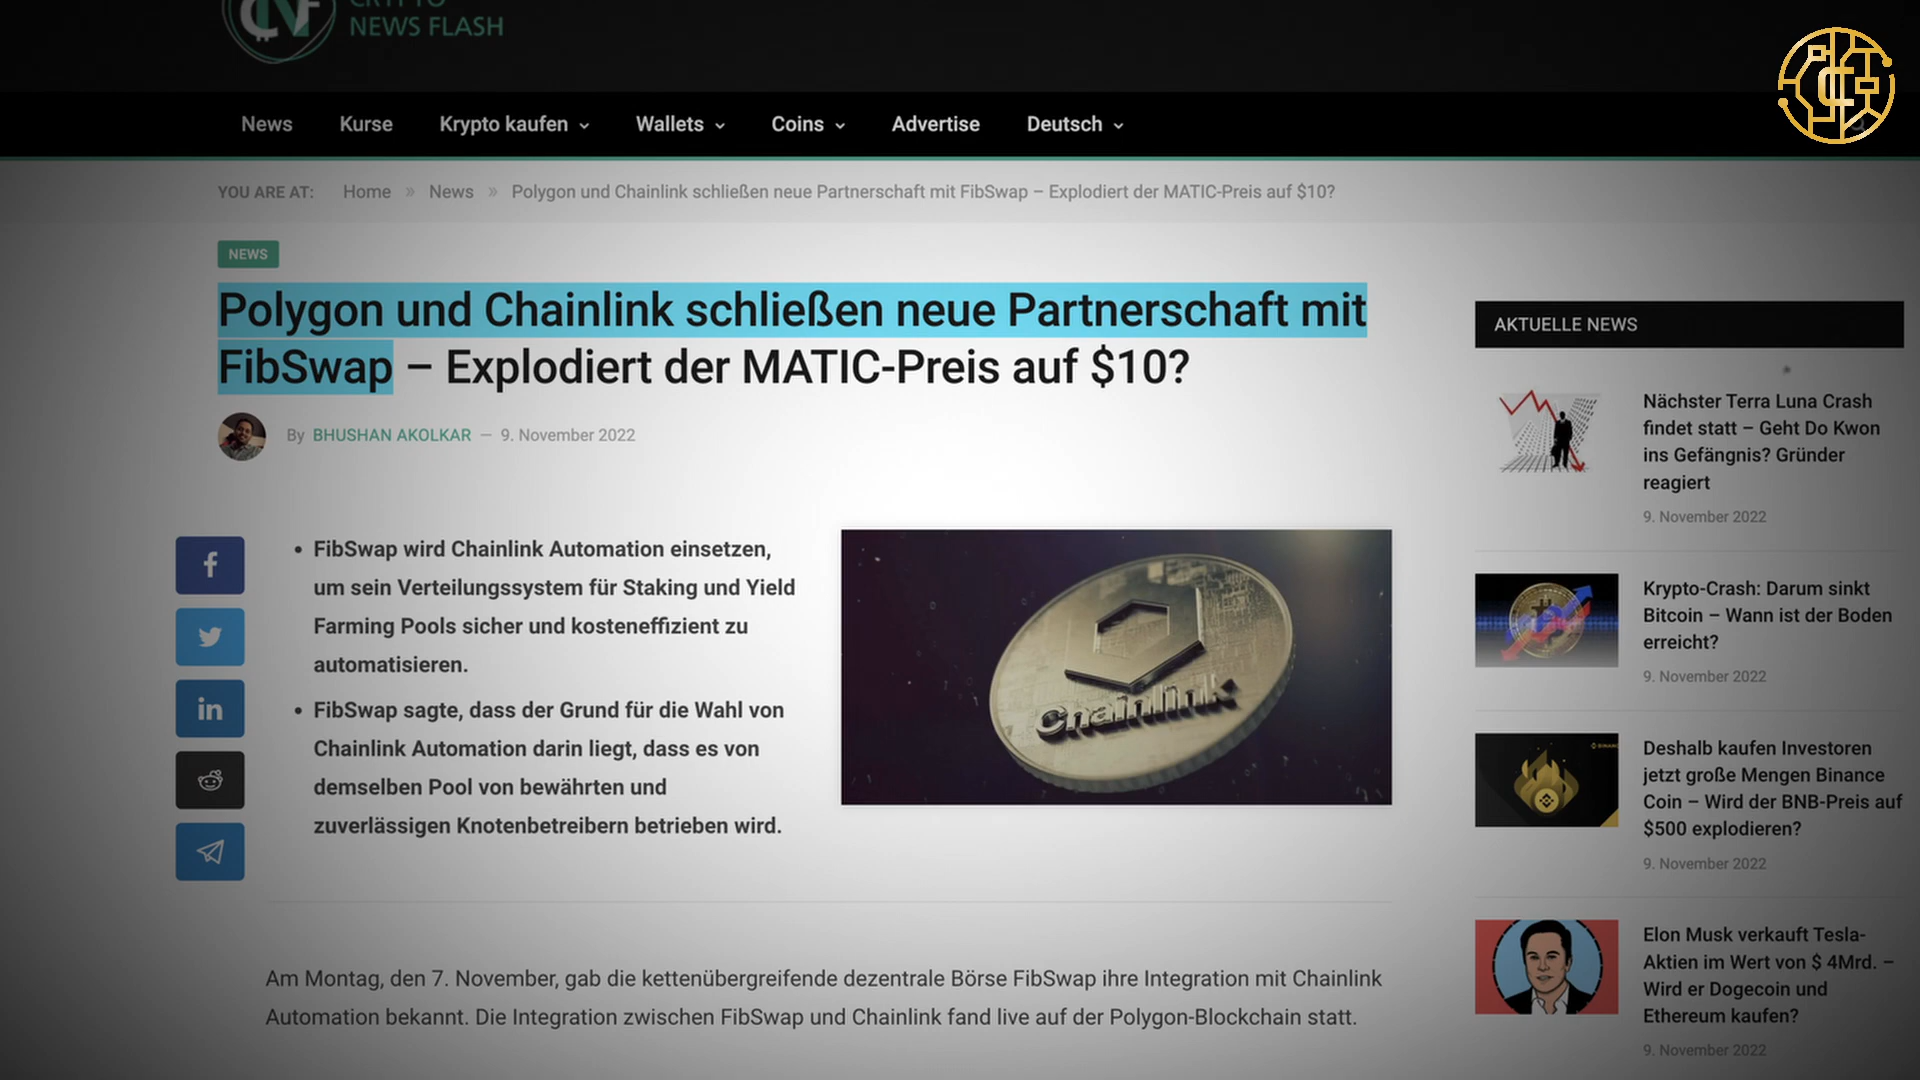 CRYPTO
NEWS FLASH
News
Kurse
Krypto kaufen
Wallets
Coins
Advertise
Deutsch
YOU ARE AT: Home » News » Polygon und Chainlink schließen neue Partnerschaft mit FibSwap – Explodiert der MATIC-Preis auf $10?
NEWS
Polygon und Chainlink schließen neue Partnerschaft mit
FibSwap – Explodiert der MATIC-Preis auf $10?
By BHUSHAN AKOLKAR — 9. November 2022
• FibSwap wird Chainlink Automation einsetzen,
um sein Verteilungssystem für Staking und Yield
Farming Pools sicher und kosteneffizient zu
automatisieren.
• FibSwap sagte, dass der Grund für die Wahl von
Chainlink Automation darin liegt, dass es von
demselben Pool von bewährten und
zuverlässigen Knotenbetreibern betrieben wird.
Chainlink
Am Montag, den 7. November, gab die kettenübergreifende dezentrale Börse FibSwap ihre Integration mit Chainlink
Automation bekannt. Die Integration zwischen FibSwap und Chainlink fand live auf der Polygon-Blockchain statt.
AKTUELLE NEWS
Nächster Terra Luna Crash
findet statt – Geht Do Kwon
ins Gefängnis? Gründer
reagiert
9. November 2022
Krypto-Crash: Darum sinkt
Bitcoin – Wann ist der Boden
erreicht?
9. November 2022
Deshalb kaufen Investoren
jetzt große Mengen Binance
Coin – Wird der BNB-Preis auf
$500 explodieren?
9. November 2022
Elon Musk verkauft Tesla-
Aktien im Wert von $ 4Mrd. –
Wird er Dogecoin und
Ethereum kaufen?
9. November 2022